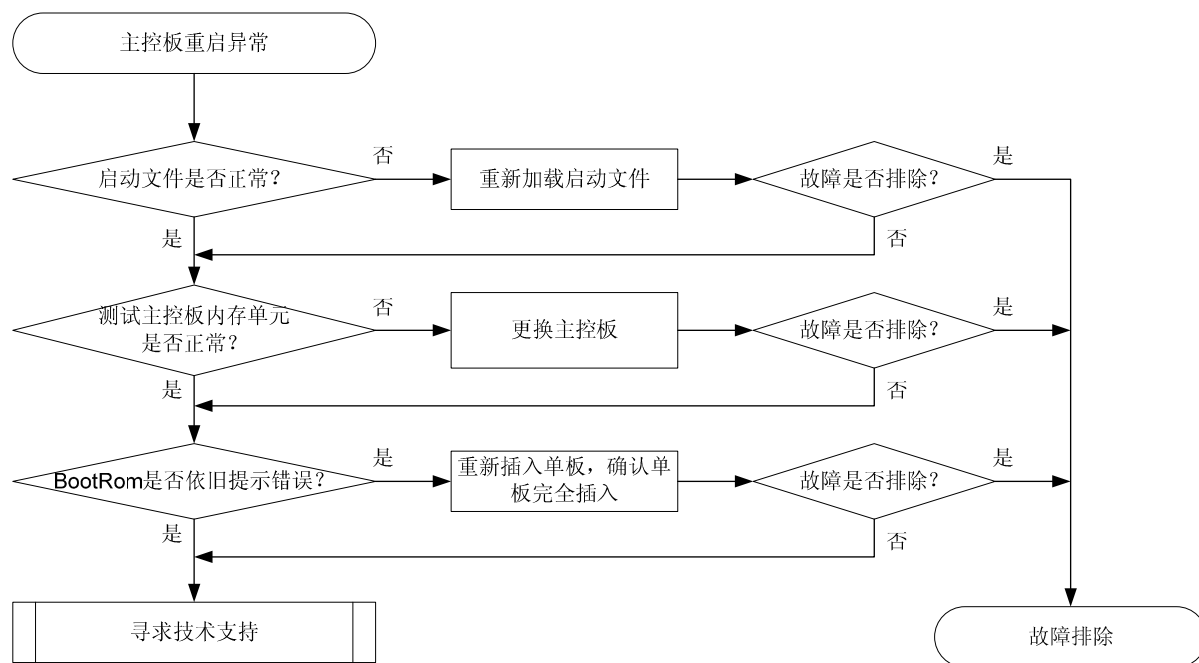 主控板重启异常
启动文件是否正常？
否
重新加载启动文件
故障是否排除？
是
是
否
测试主控板内存单元
是否正常？
否
更换主控板
故障是否排除？
是
是
否
BootRom是否依旧提示错误？
是
重新插入单板，确认单
板完全插入
故障是否排除？
是
是
否
寻求技术支持
故障排除